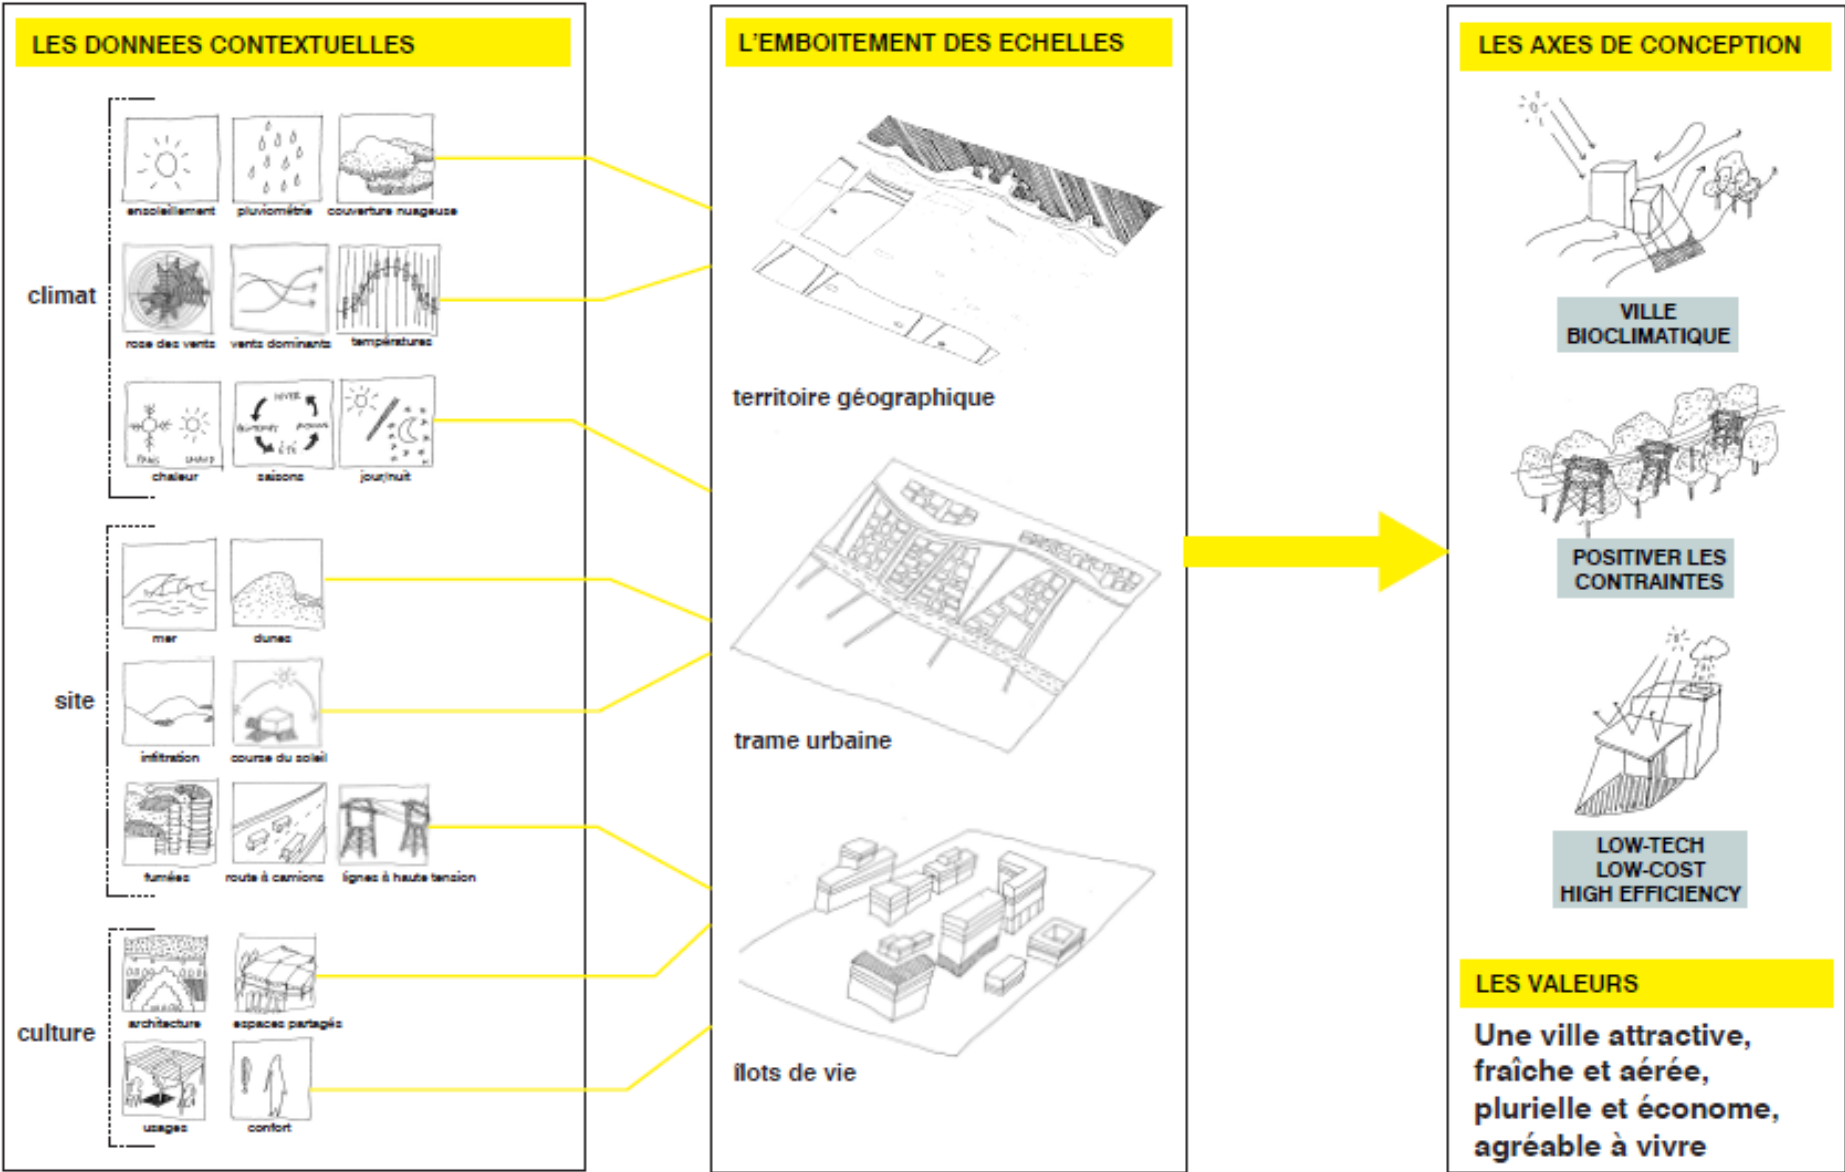 LES DONNEES CONTEXTUELLES
climat
ensoleillement
pluviométrie
couverture nuageuse
rose des vents
vents dominants
températures
HIVER
ÉTÉ
chaleur
saisons
jour/nuit
site
mer
dunes
infiltration
course du soleil
fumées
route à camions
lignes à haute tension
culture
architecture
espaces partagés
usages
confort
L'EMBOITEMENT DES ECHELLES
territoire géographique
trame urbaine
îlots de vie
LES AXES DE CONCEPTION
VILLE
BIOCLIMATIQUE
POSITIVER LES
CONTRAINTES
LOW-TECH
LOW-COST
HIGH EFFICIENCY
LES VALEURS
Une ville attractive,
fraîche et aérée,
plurielle et économe,
agréable à vivre